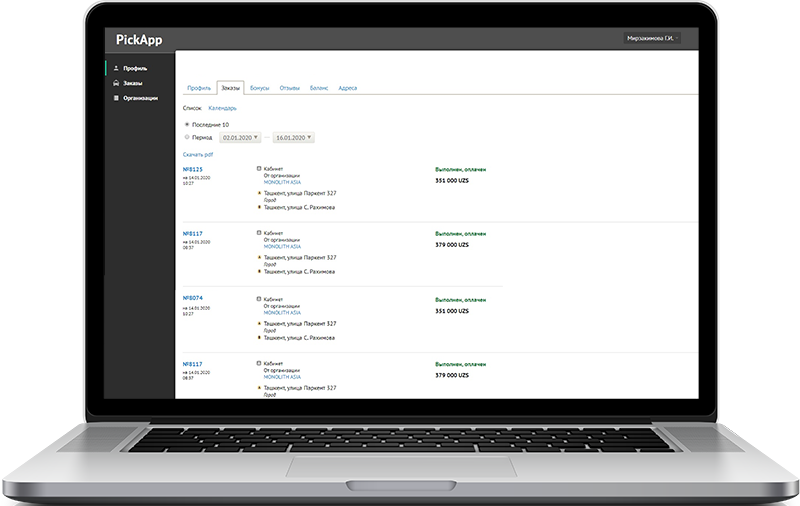 PickApp
Мирзакимова Г.И.
Профиль
Заказы
Организации
Профиль Заказы Бонусы Отзывы Баланс Адреса
Список Календарь
Последние 10
Период 02.01.2020 — 16.01.2020
Скачать pdf
№8125
на 14.01.2020
10:27
Кабинет
От организации
MONOLITH ASIA
А Ташкент, улица Паркент 327
Город
Б Ташкент, улица С. Рахимова
Выполнен, оплачен
351 000 UZS
№8117
на 14.01.2020
08:37
Кабинет
От организации
MONOLITH ASIA
А Ташкент, улица Паркент 327
Город
Б Ташкент, улица С. Рахимова
Выполнен, оплачен
379 000 UZS
№8074
на 14.01.2020
10:27
Кабинет
От организации
MONOLITH ASIA
А Ташкент, улица Паркент 327
Город
Б Ташкент, улица С. Рахимова
Выполнен, оплачен
351 000 UZS
№8117
на 14.01.2020
08:37
Кабинет
От организации
MONOLITH ASIA
А Ташкент, улица Паркент 327
Город
Выполнен, оплачен
379 000 UZS